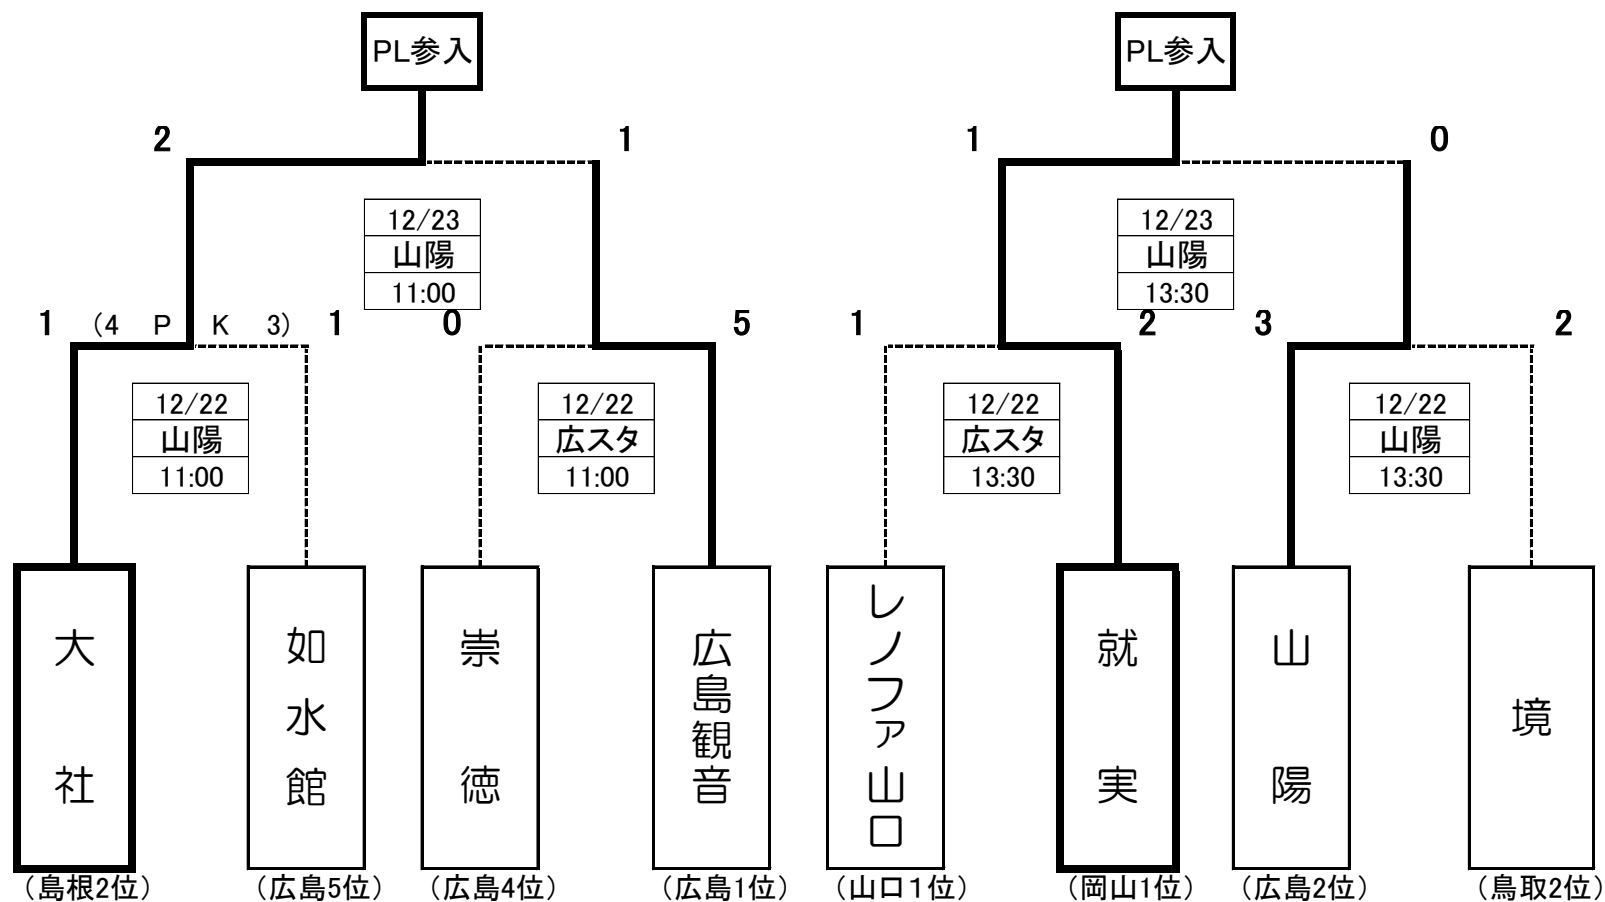 PL参入 PL参入
2 1 1 0
12/23 12/23
山陽 山陽
11:00 13:30
1 (4 P K 3) 1 0 5 1 2 3 2
12/22 12/22 12/22 12/22
山陽 広スタ 広スタ 山陽
11:00 11:00 13:30 13:30
大社
如水館
崇徳
広島観音
レノファ山口
就実
山陽
境
(島根2位) (広島5位) (広島4位) (広島1位) (山口１位) (岡山1位) (広島2位) (鳥取2位)